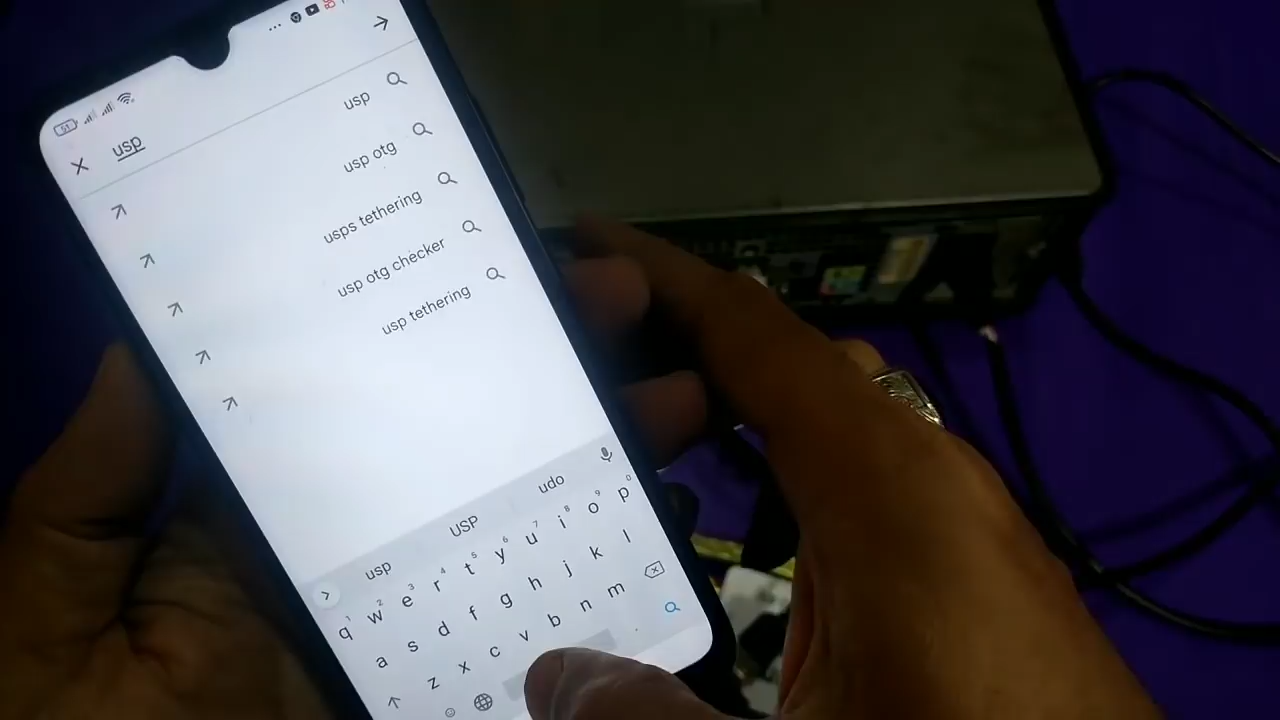 51
usp
usp
usp otg
usps tethering
usp otg checker
usp tethering
usp USP udo
1 2 3 4 5 6 7 8 9 0
q w e r t y u i o p
a s d f g h j k l
z x c v b n m
.